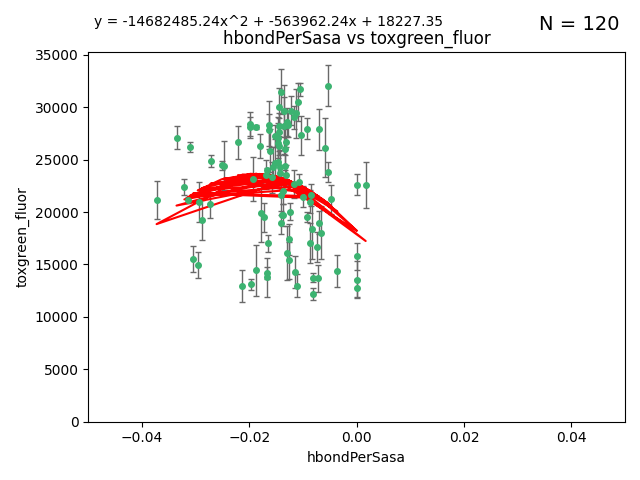 y = -14682485.24x^2 + -563962.24x + 18227.35
N = 120
hbondPerSasa vs toxgreen_fluor
35000
30000
25000
20000
15000
10000
5000
0
toxgreen_fluor
−0.04
−0.02
0.00
0.02
0.04
hbondPerSasa